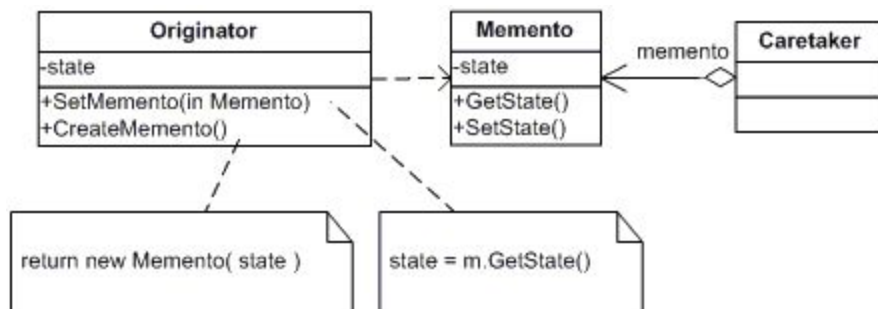 Originator
-state
+SetMemento(in Memento)
+CreateMemento()
Memento
-state
+GetState()
+SetState()
memento
Caretaker
return new Memento( state )
state = m.GetState()